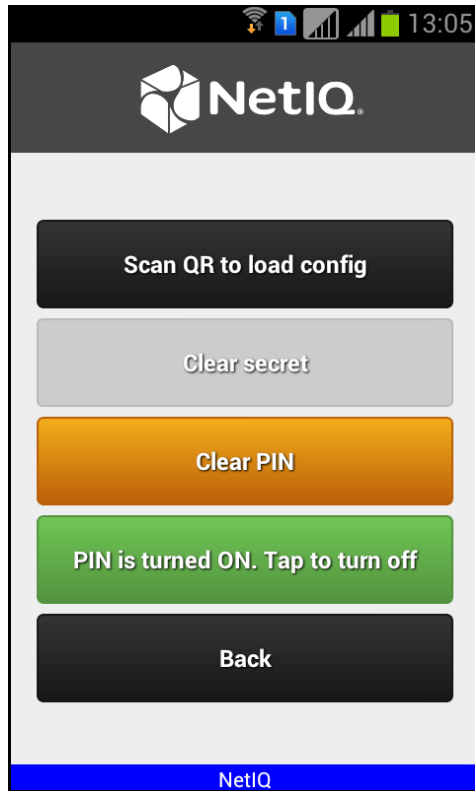 1 13:05
NetIQ.
Scan QR to load config
Clear secret
Clear PIN
PIN is turned ON. Tap to turn off
Back
NetIQ